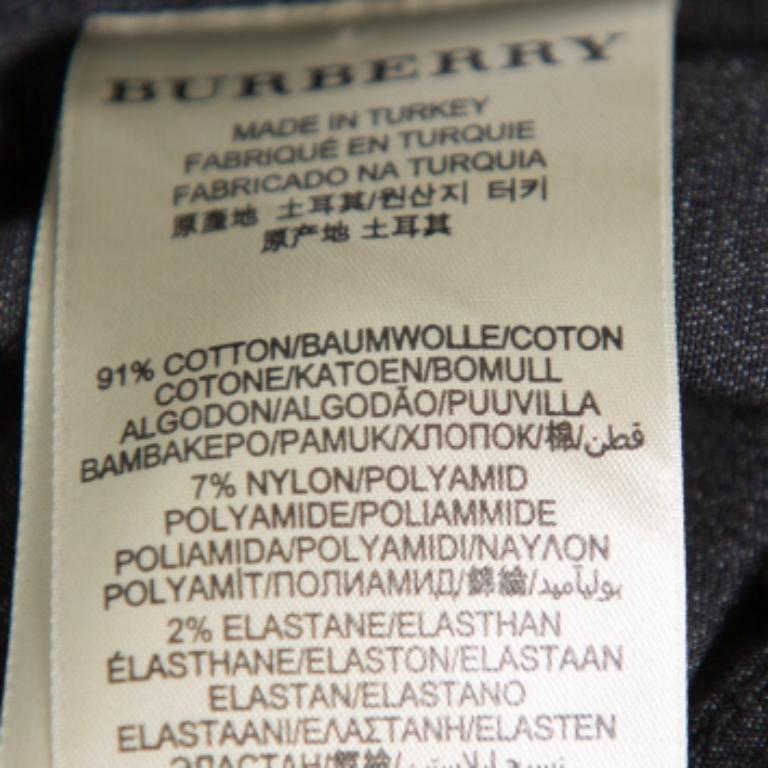 BURBERRY
MADE IN TURKEY
FABRIQUÉ EN TURQUIE
FABRICADO NA TURQUIA
原產地 土耳其/원산지 터키
原产地 土耳其
91% COTTON/BAUMWOLLE/COTON
COTONE/KATOEN/BOMULL
ALGODON/ALGODÃO/PUUVILLA
ΒΑΜΒΑΚΕΡΟ/PAMUK/ХЛОПОК/棉/قطن
7% NYLON/POLYAMID
POLYAMIDE/POLIAMMIDE
POLIAMIDA/POLYAMIDI/ΝΑΥΛΟΝ
POLYAMİT/ПОЛИАМИД/錦綸/بولياميد
2% ELASTANE/ELASTHAN
ÉLASTHANE/ELASTON/ELASTAAN
ELASTAN/ELASTANO
ELASTAANI/ΕΛΑΣΤΑΝΗ/ELASTEN
ЭЛАСТАН/